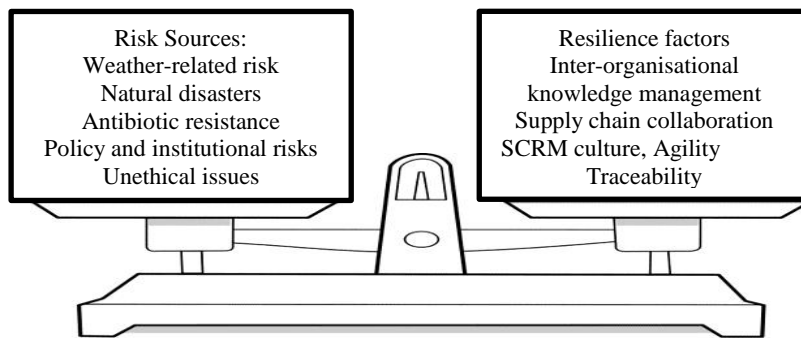 Risk Sources:
Weather-related risk
Natural disasters
Antibiotic resistance
Policy and institutional risks
Unethical issues
Resilience factors
Inter-organisational
knowledge management
Supply chain collaboration
SCRM culture, Agility
Traceability